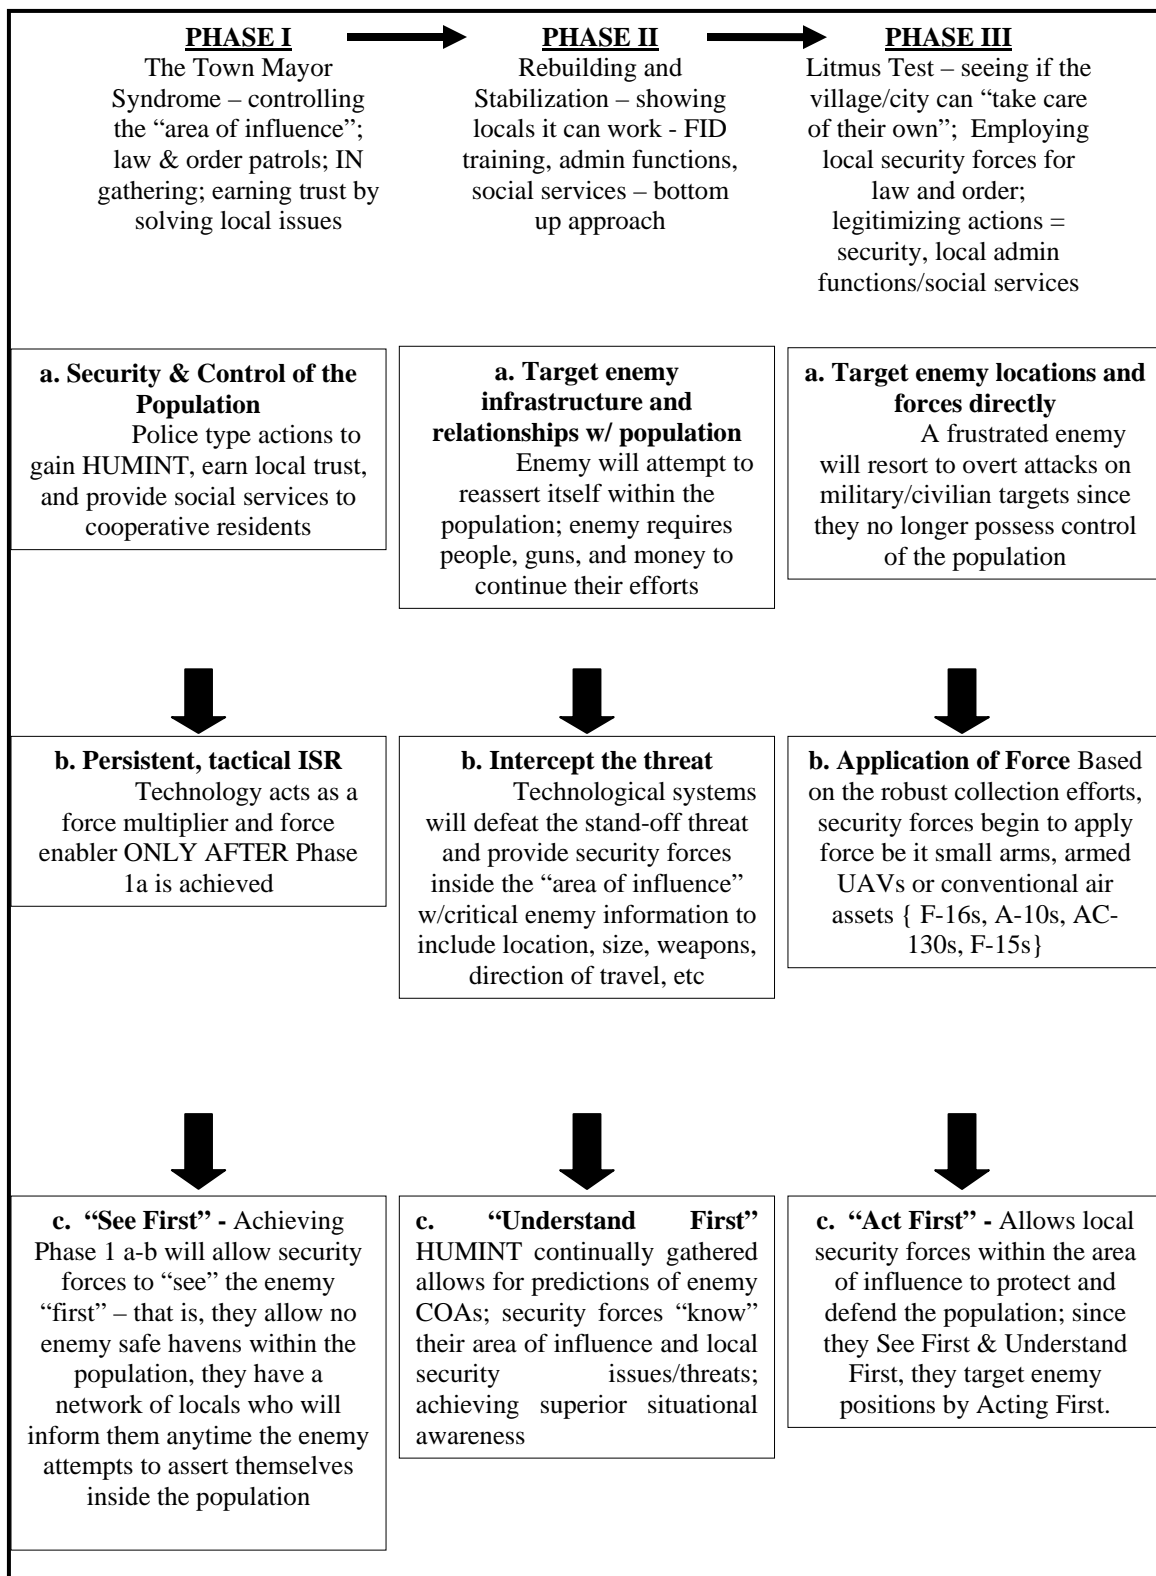 PHASE I
The Town Mayor
Syndrome – controlling
the “area of influence”;
law & order patrols; IN
gathering; earning trust by
solving local issues
PHASE II
Rebuilding and
Stabilization – showing
locals it can work - FID
training, admin functions,
social services – bottom
up approach
PHASE III
Litmus Test – seeing if the
village/city can “take care
of their own”;  Employing
local security forces for
law and order;
legitimizing actions =
security, local admin
functions/social services
a. Security & Control of the
Population
Police type actions to
gain HUMINT, earn local trust,
and provide social services to
cooperative residents
a. Target enemy
infrastructure and
relationships w/ population
Enemy will attempt to
reassert itself within the
population; enemy requires
people, guns, and money to
continue their efforts
a. Target enemy locations and
forces directly
A frustrated enemy
will resort to overt attacks on
military/civilian targets since
they no longer possess control
of the population
b. Persistent, tactical ISR
Technology acts as a
force multiplier and force
enabler ONLY AFTER Phase
1a is achieved
b. Intercept the threat
Technological systems
will defeat the stand-off threat
and provide security forces
inside the “area of influence”
w/critical enemy information to
include location, size, weapons,
direction of travel, etc
b. Application of Force Based
on the robust collection efforts,
security forces begin to apply
force be it small arms, armed
UAVs or conventional air
assets { F-16s, A-10s, AC-
130s, F-15s}
c.  “See First” - Achieving
Phase 1 a-b will allow security
forces to “see” the enemy
“first” – that is, they allow no
enemy safe havens within the
population, they have a
network of locals who will
inform them anytime the enemy
attempts to assert themselves
inside the population
c. “Understand First”
HUMINT continually gathered
allows for predictions of enemy
COAs; security forces “know”
their area of influence and local
security issues/threats;
achieving superior situational
awareness
c.  “Act First” - Allows local
security forces within the area
of influence to protect and
defend the population; since
they See First & Understand
First, they target enemy
positions by Acting First.